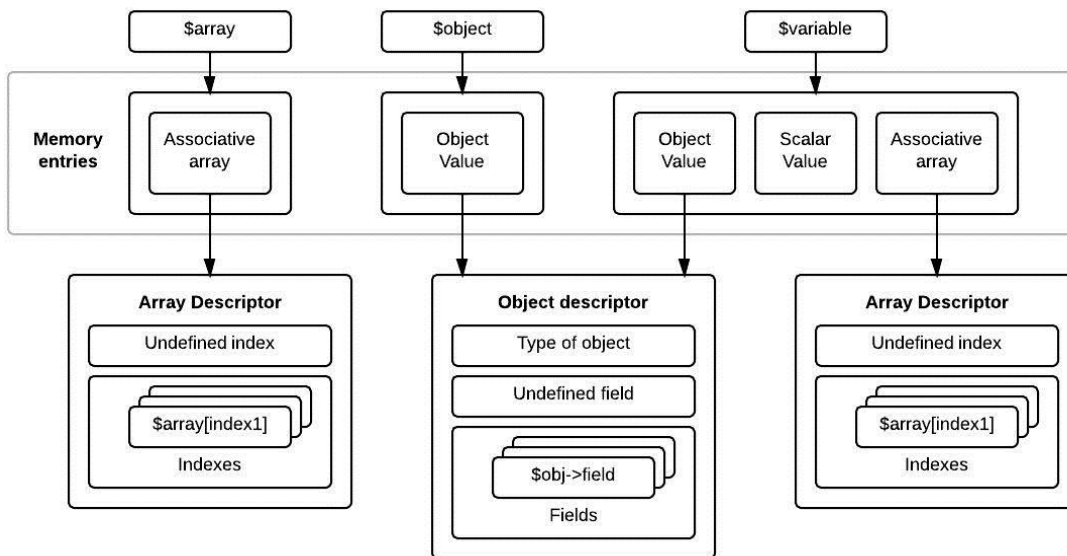 $array
$object
$variable
Memory
entries
Associative
array
Object
Value
Object
Value
Scalar
Value
Associative
array
Array Descriptor
Undefined index
$array[index1]
Indexes
Object descriptor
Type of object
Undefined field
$obj->field
Fields
Array Descriptor
Undefined index
$array[index1]
Indexes